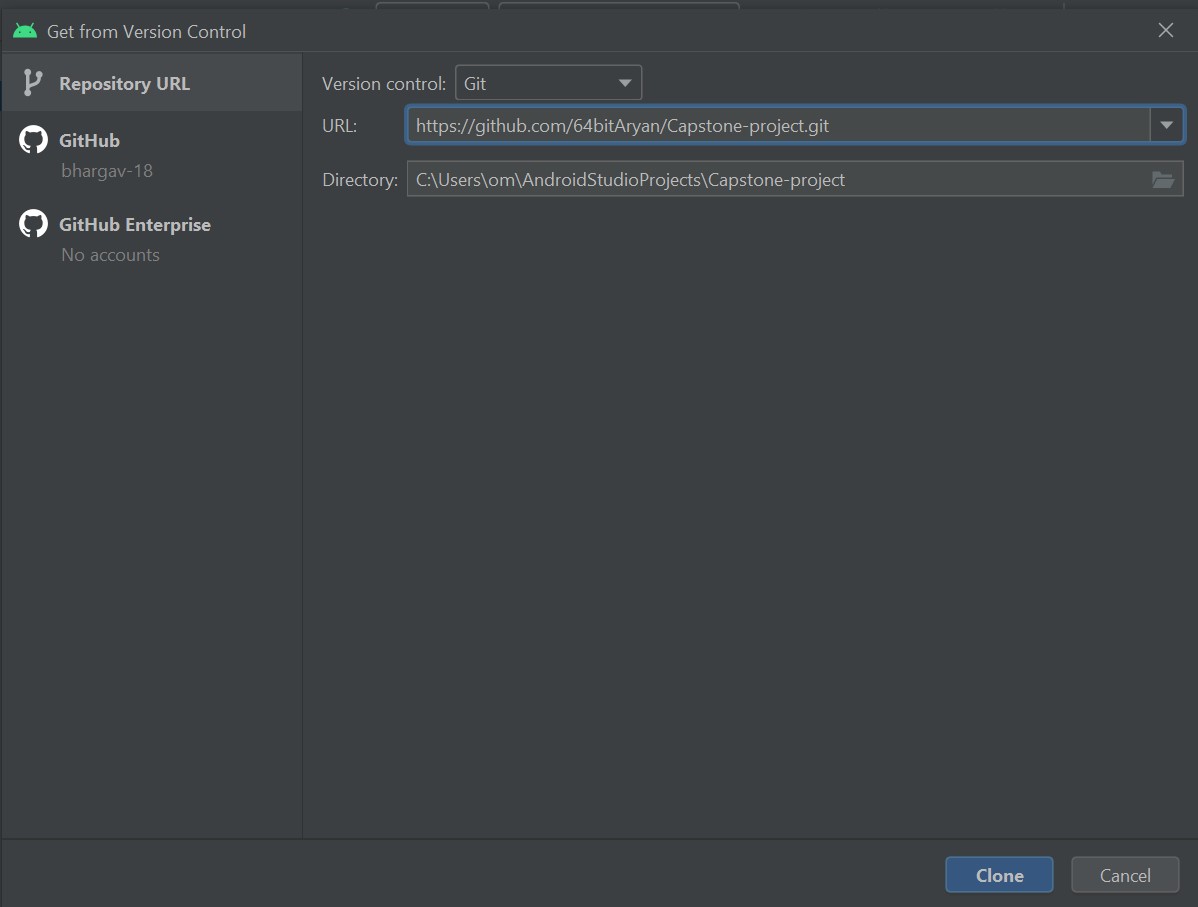 Get from Version Control
Repository URL
GitHub
bhargav-18
GitHub Enterprise
No accounts
Version control: Git
URL: https://github.com/64bitAryan/Capstone-project.git
Directory: C:\Users\om\AndroidStudioProjects\Capstone-project
Clone Cancel